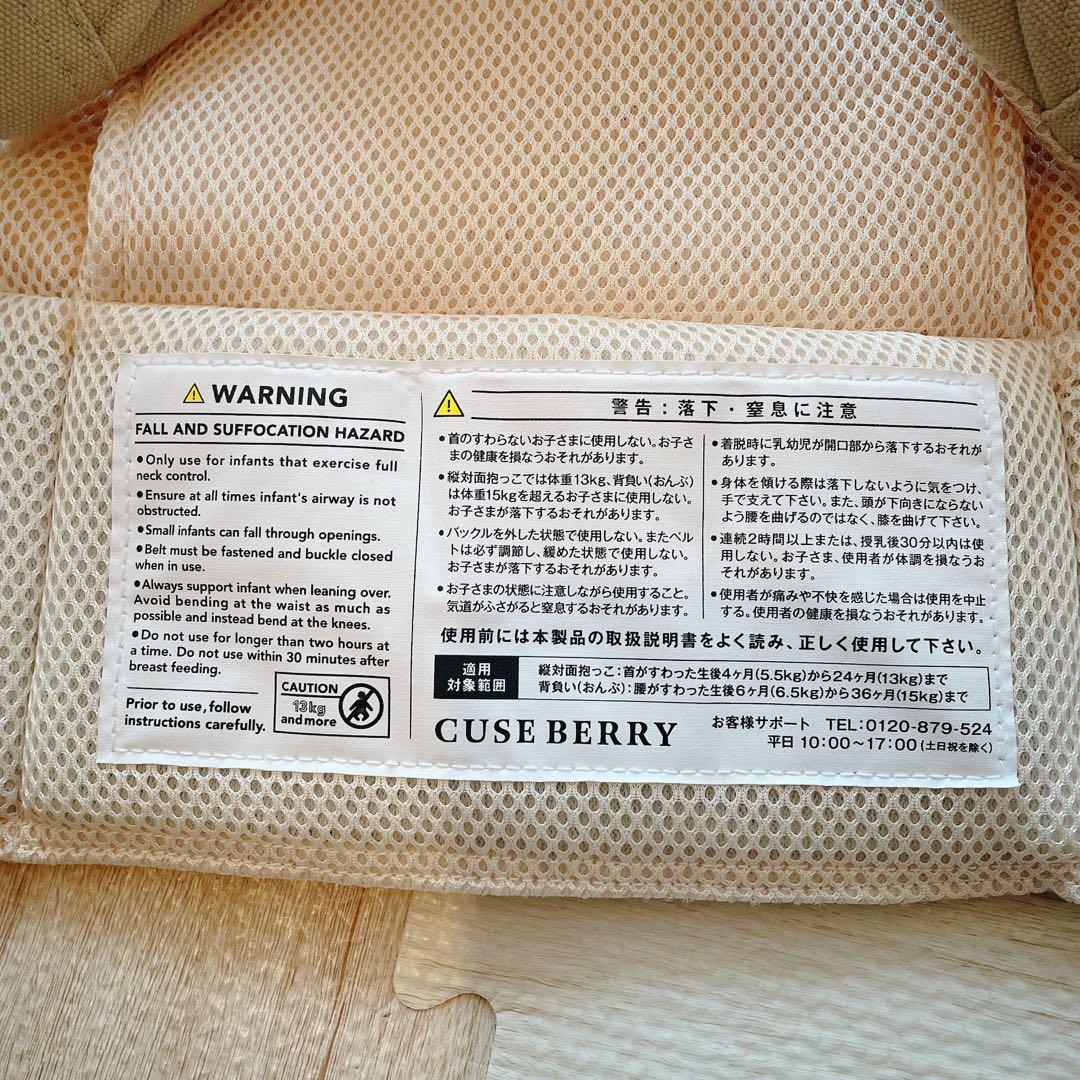 ⚠ WARNING
FALL AND SUFFOCATION HAZARD
●Only use for infants that exercise full
neck control.
●Ensure at all times infant's airway is not
obstructed.
●Small infants can fall through openings.
●Belt must be fastened and buckle closed
when in use.
●Always support infant when leaning over.
Avoid bending at the waist as much as
possible and instead bend at the knees.
●Do not use for longer than two hours at
a time. Do not use within 30 minutes after
breast feeding.
Prior to use, follow
instructions carefully.
CAUTION
13kg
and more
⚠ 警告：落下・窒息に注意
●首のすわらないお子さまに使用しない。お子さ
まの健康を損なうおそれがあります。
●縦対面抱っこでは体重13kg、背負い(おんぶ)
は体重15kgを超えるお子さまに使用しない。
お子さまが落下するおそれがあります。
●バックルを外した状態で使用しない。またベル
トは必ず調節し、緩めた状態で使用しない。
お子さまが落下するおそれがあります。
●お子さまの状態に注意しながら使用すること。
気道がふさがると窒息するおそれがあります。
●着脱時に乳幼児が開口部から落下するおそれが
あります。
●身体を傾ける際は落下しないように気をつけ、
手で支えて下さい。また、頭が下向きにならない
よう腰を曲げるのではなく、膝を曲げて下さい。
●連続2時間以上または、授乳後30分以内は使
用しない。お子さま、使用者が体調を損なうお
それがあります。
●使用者が痛みや不快を感じた場合は使用を中止
する。使用者の健康を損なうおそれがあります。
使用前には本製品の取扱説明書をよく読み、正しく使用して下さい。
適用
対象範囲
縦対面抱っこ：首がすわった生後4ヶ月(5.5kg)から24ヶ月(13kg)まで
背負い(おんぶ)：腰がすわった生後6ヶ月(6.5kg)から36ヶ月(15kg)まで
CUSE BERRY
お客様サポート TEL:0120-879-524
平日 10:00～17:00(土日祝を除く)